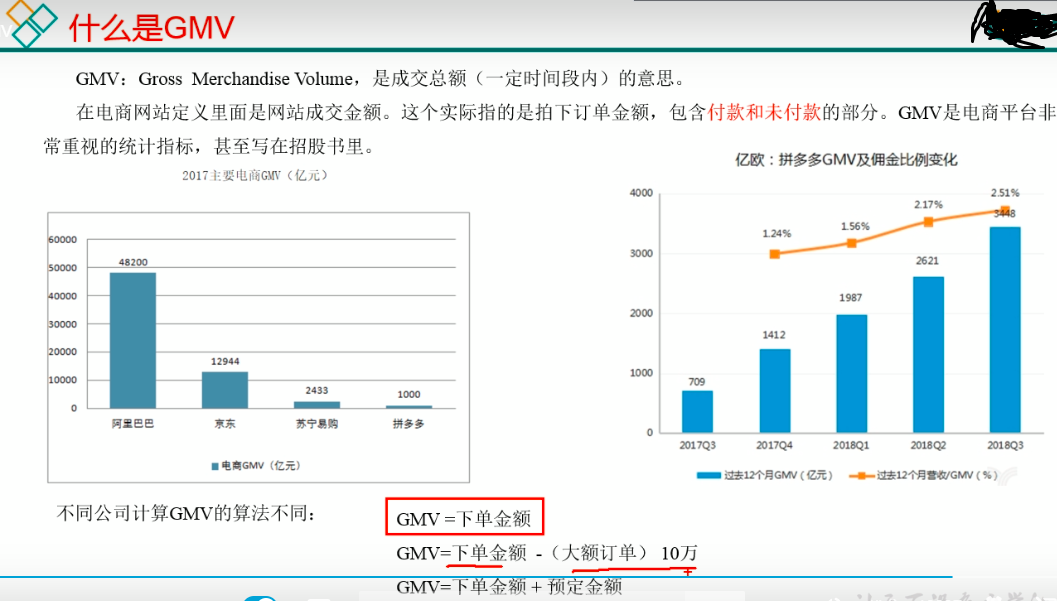 什么是GMV
GMV：Gross Merchandise Volume，是成交总额（一定时间段内）的意思。
在电商网站定义里面是网站成交金额。这个实际指的是拍下订单金额，包含付款和未付款的部分。GMV是电商平台非
常重视的统计指标，甚至写在招股书里。
2017主要电商GMV（亿元）
60000
50000
40000
30000
20000
10000
0
48200
12944
2433
1000
阿里巴巴
京东
苏宁易购
拼多多
电商GMV（亿元）
亿欧：拼多多GMV及佣金比例变化
4000
3000
2000
1000
0
1.24%
1.56%
2.17%
2.51%
709
1412
1987
2621
3448
2017Q3
2017Q4
2018Q1
2018Q2
2018Q3
过去12个月GMV（亿元）
过去12个月营收/GMV（%）
不同公司计算GMV的算法不同：
GMV =下单金额
GMV=下单金额 -（大额订单） 10万
GMV=下单金额 + 预定金额